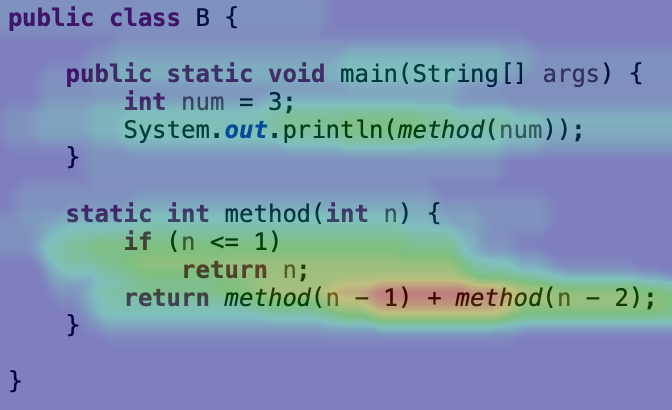 public class B {
public static void main(String[] args) {
int num = 3;
System.out.println(method(num));
}
static int method(int n) {
if (n <= 1)
return n;
return method(n - 1) + method(n - 2);
}
}